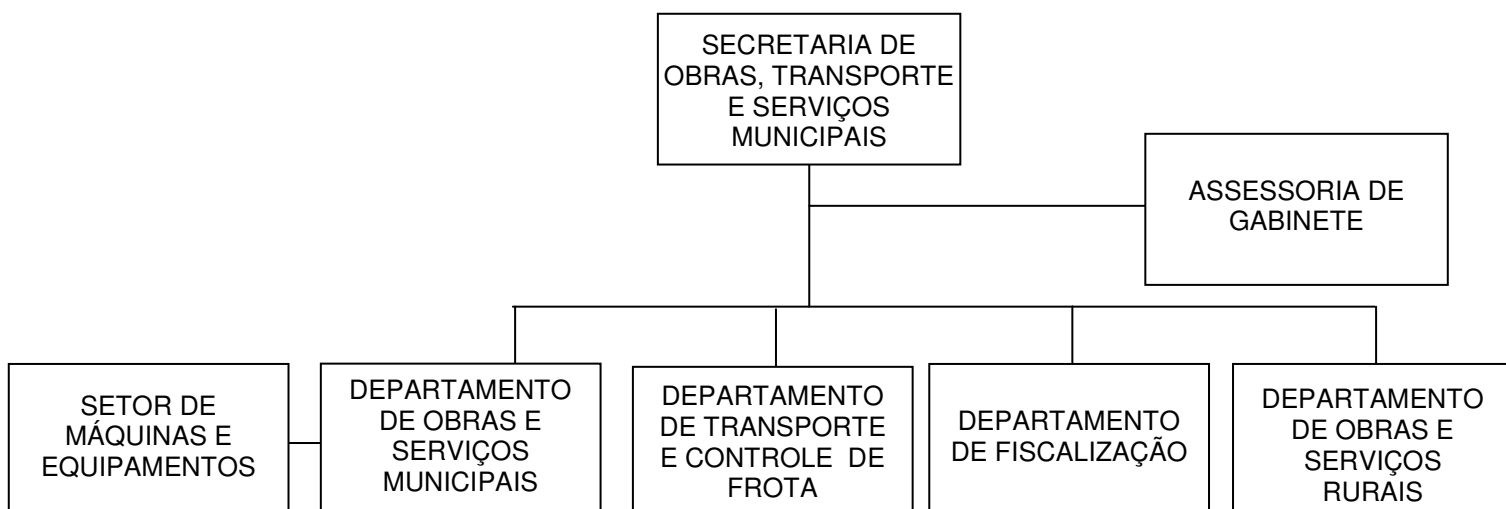 SECRETARIA DE
OBRAS, TRANSPORTE
E SERVIÇOS
MUNICIPAIS
ASSESSORIA DE
GABINETE
SETOR DE
MÁQUINAS E
EQUIPAMENTOS
DEPARTAMENTO
DE OBRAS E
SERVIÇOS
MUNICIPAIS
DEPARTAMENTO
DE TRANSPORTE
E CONTROLE DE
FROTA
DEPARTAMENTO
DE FISCALIZAÇÃO
DEPARTAMENTO
DE OBRAS E
SERVIÇOS
RURAIS